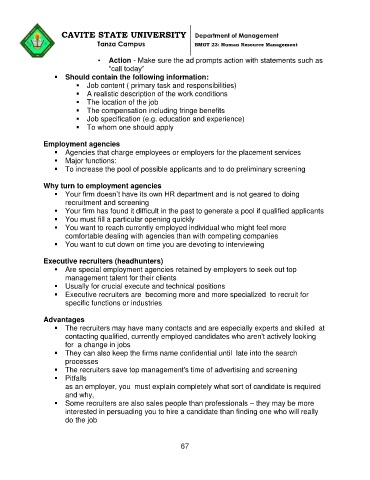 CAVITE STATE UNIVERSITY
Tanza Campus
Department of Management
BMGT 23: Human Resource Management
• Action - Make sure the ad prompts action with statements such as
"call today"
▪ Should contain the following information:
▪ Job content ( primary task and responsibilities)
▪ A realistic description of the work conditions
▪ The location of the job
▪ The compensation including fringe benefits
▪ Job specification (e.g. education and experience)
▪ To whom one should apply
Employment agencies
▪ Agencies that charge employees or employers for the placement services
▪ Major functions:
▪ To increase the pool of possible applicants and to do preliminary screening
Why turn to employment agencies
▪ Your firm doesn't have its own HR department and is not geared to doing
recruitment and screening
▪ Your firm has found it difficult in the past to generate a pool if qualified applicants
▪ You must fill a particular opening quickly
▪ You want to reach currently employed individual who might feel more
comfortable dealing with agencies than with competing companies
▪ You want to cut down on time you are devoting to interviewing
Executive recruiters (headhunters)
▪ Are special employment agencies retained by employers to seek out top
management talent for their clients
▪ Usually for crucial execute and technical positions
▪ Executive recruiters are becoming more and more specialized to recruit for
specific functions or industries
Advantages
▪ The recruiters may have many contacts and are especially experts and skilled at
contacting qualified, currently employed candidates who aren't actively looking
for a change in jobs
▪ They can also keep the firms name confidential until late into the search
processes
▪ The recruiters save top management's time of advertising and screening
▪ Pitfalls
as an employer, you must explain completely what sort of candidate is required
and why,
▪ Some recruiters are also sales people than professionals – they may be more
interested in persuading you to hire a candidate than finding one who will really
do the job
67